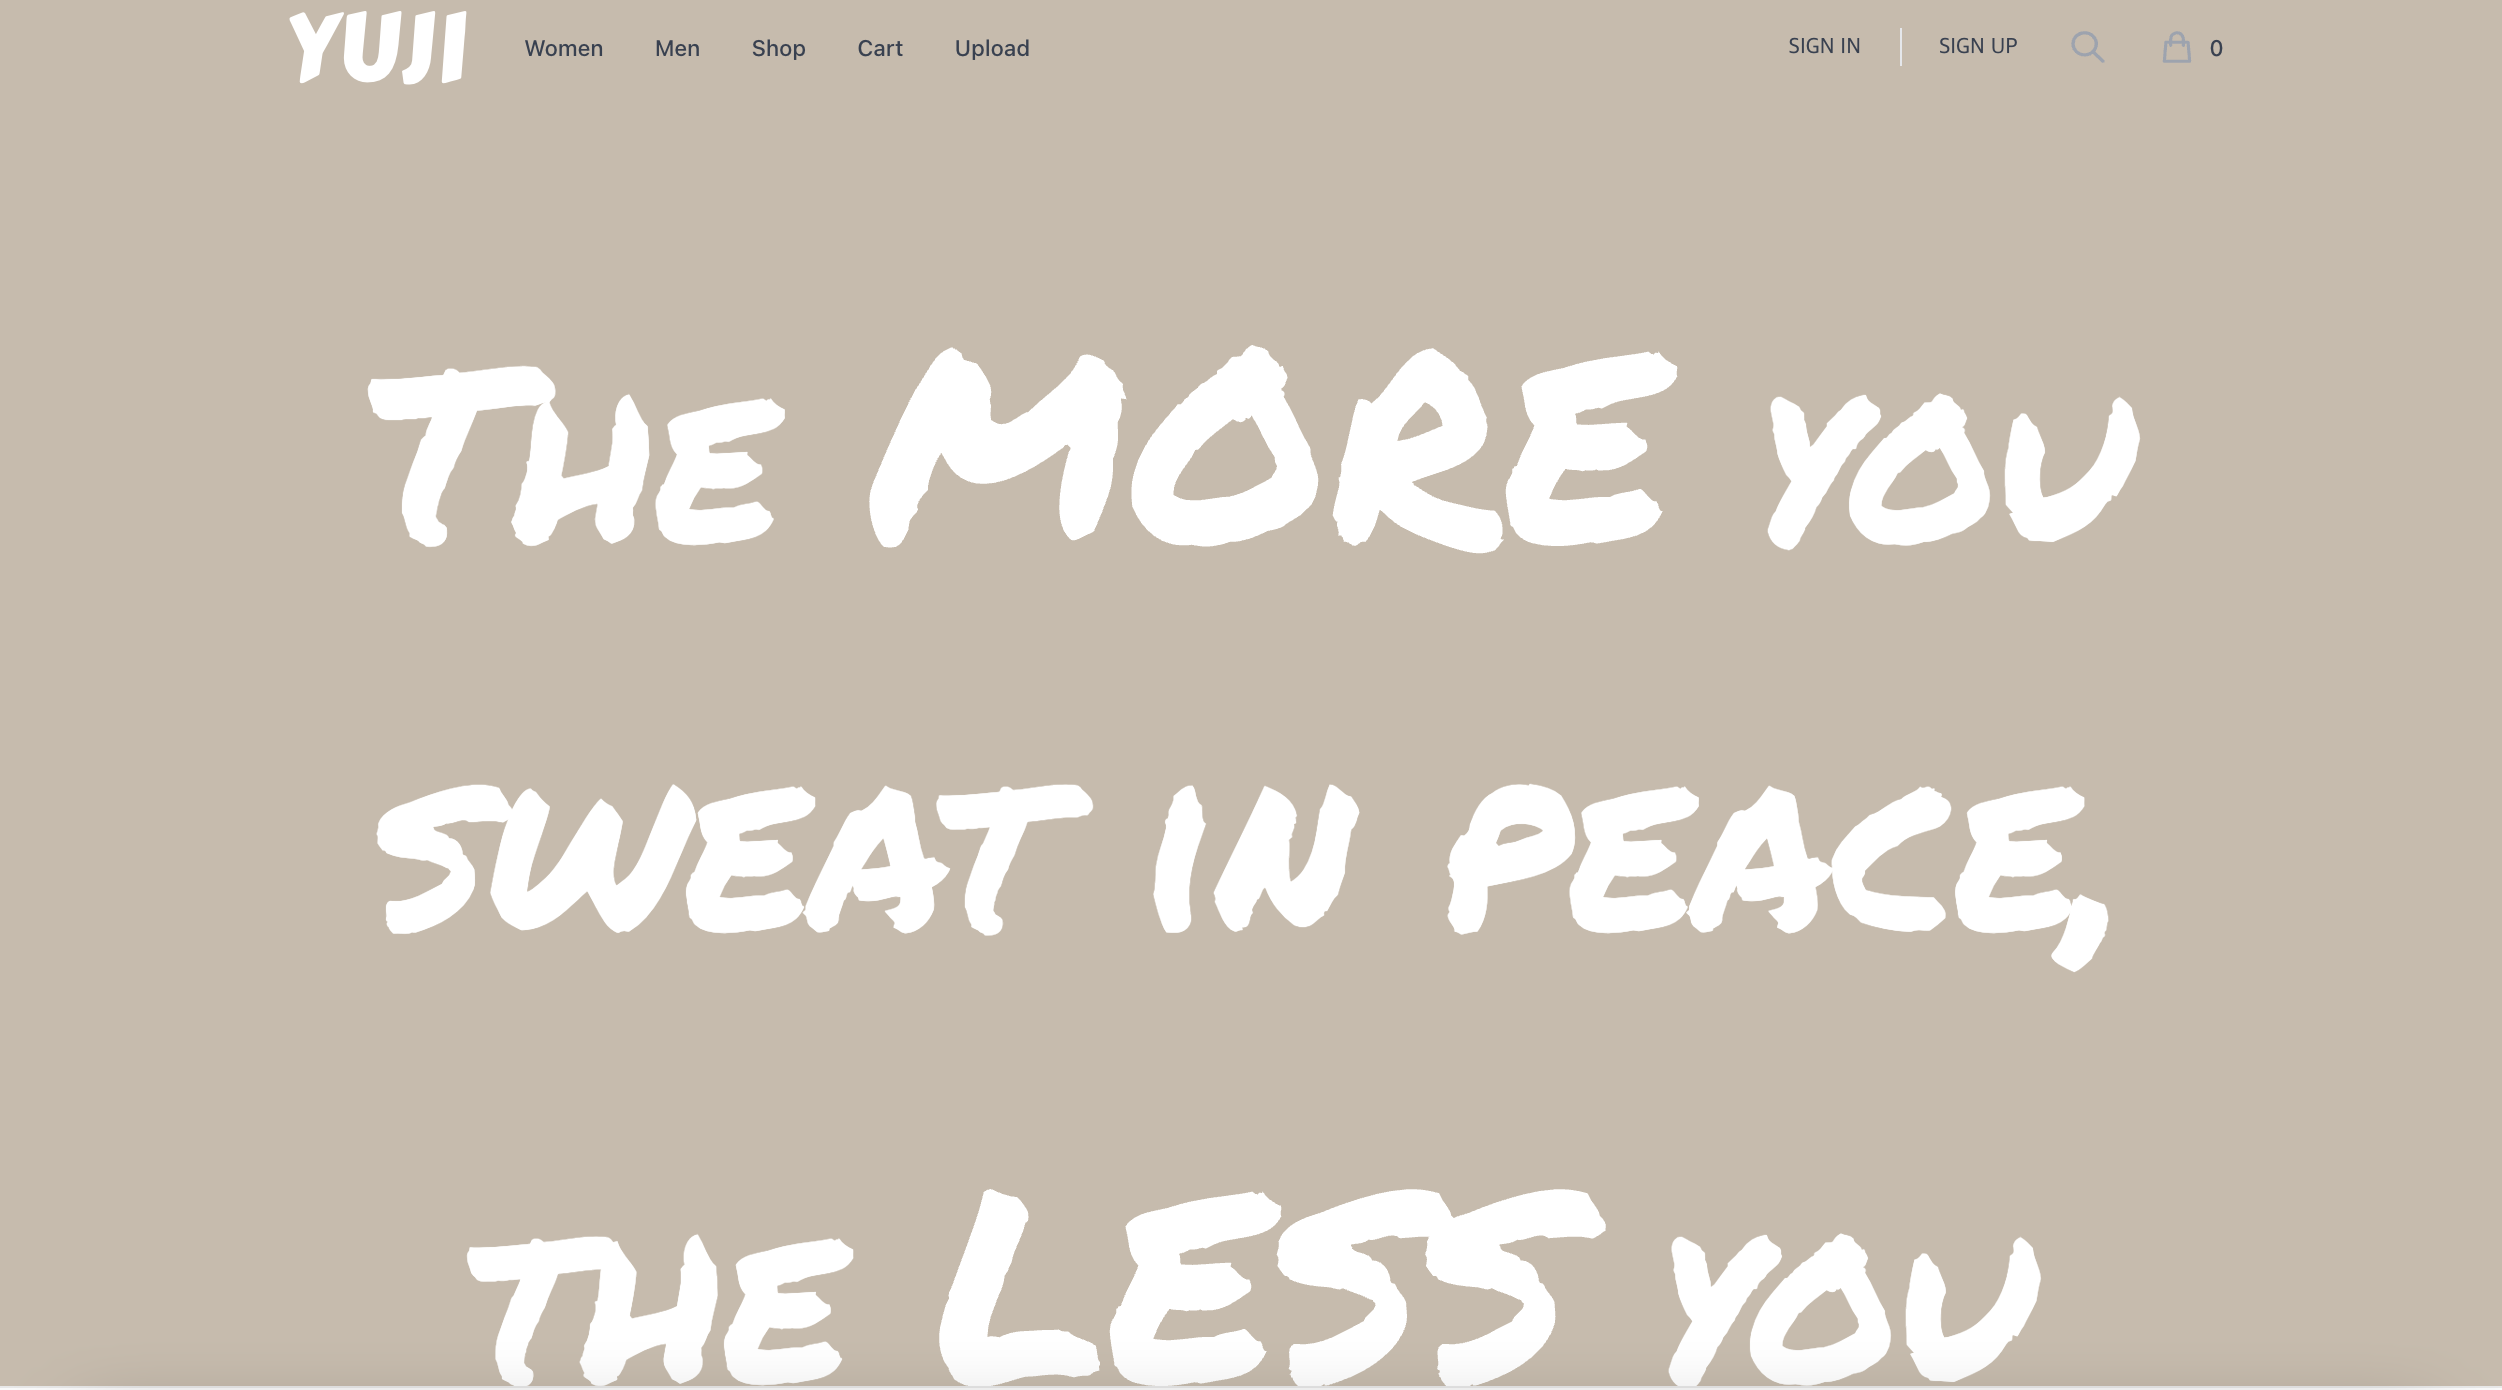 YUJI Women Men Shop Cart Upload SIGN IN SIGN UP 0
The MORE you
SWEAT IN PEACE,
THE LESS you